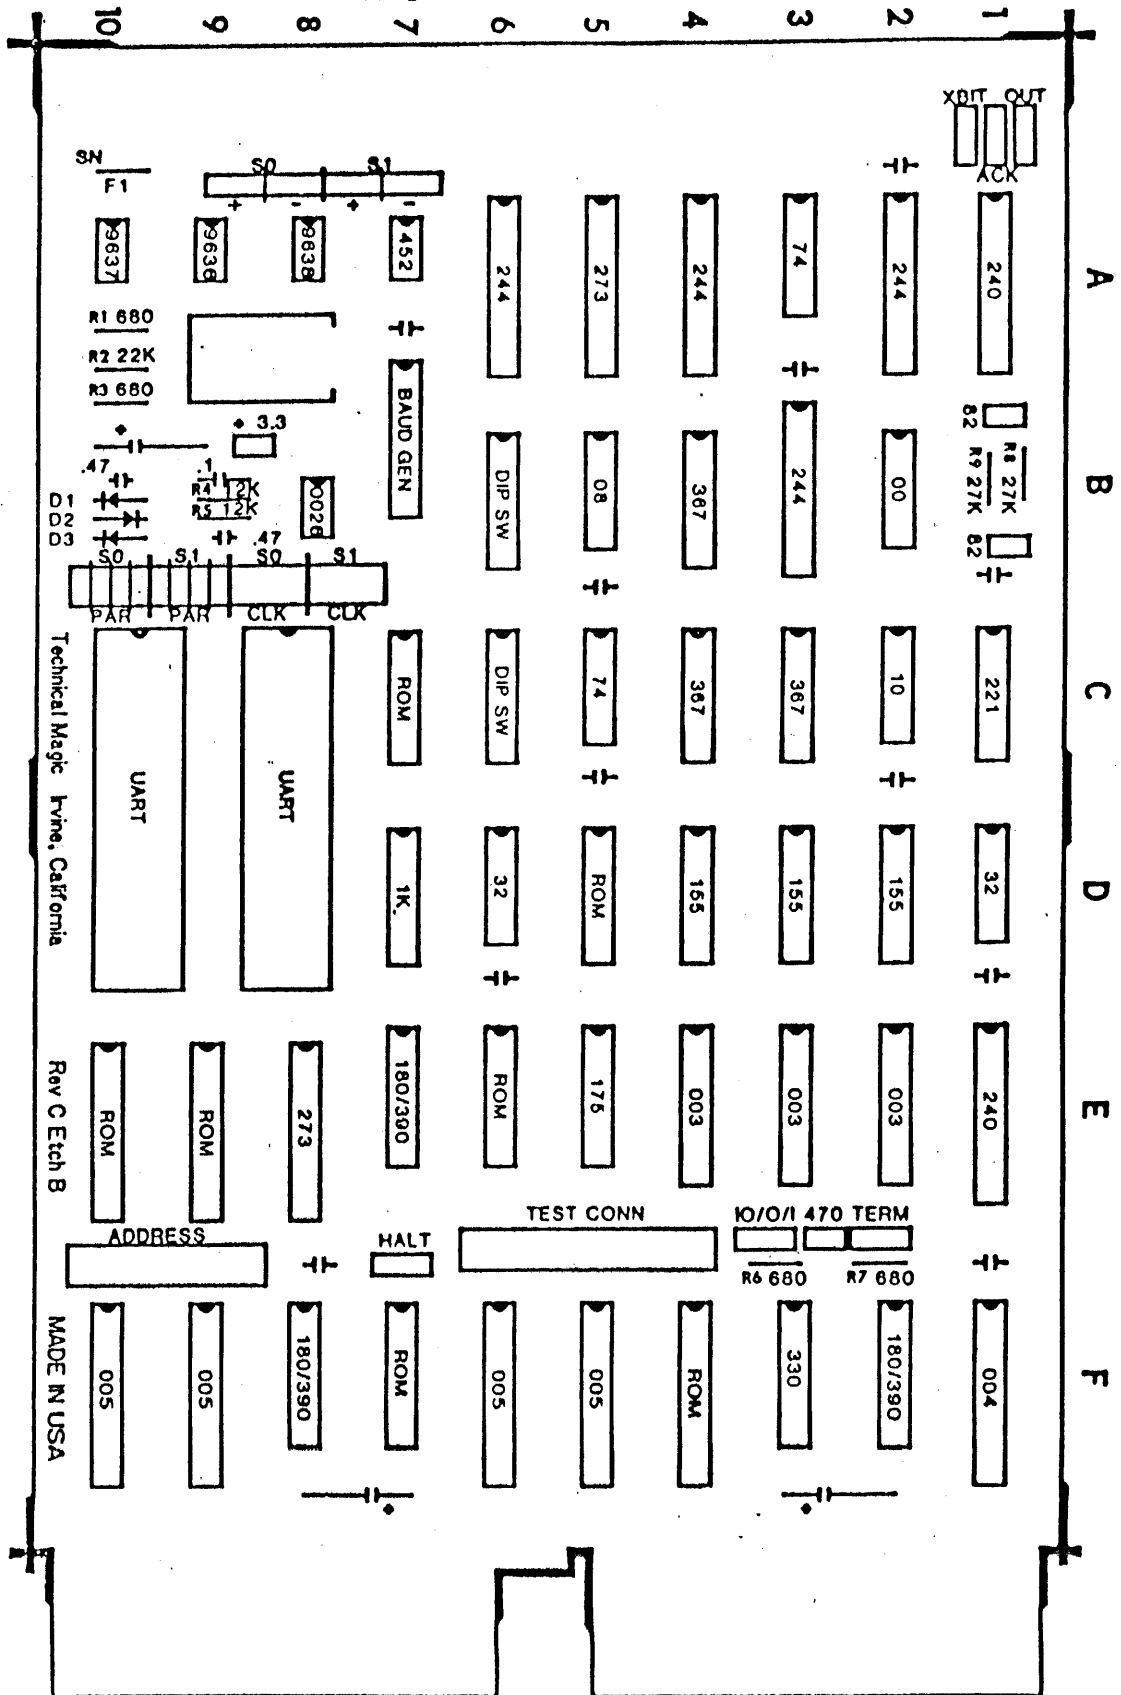 10 9 8 7 6 5 4 3 2 1
XBIT OUT
ACK
SN
F1
S0 S1
+ - + -
9637 9636 9638 452 244 273 244 74 244 240
A
R1 680
R2 22K
R3 680
+ 3.3
+
BAUD GEN
DIP SW
08
367
244
00
82
R8 27K
R9 27K
82
B
.47
.1
R4 12K
R5 12K
0026
D1
D2
D3
.47
S0 S1 S0 S1
PAR PAR CLK CLK
UART UART ROM DIP SW 74 367 367 10 221
C
Technical Magic Irvine, California
1K. 32 ROM 155 155 155 32
D
Rev C Etch B
ROM ROM 273 180/390 ROM 175 003 003 003 240
E
ADDRESS
HALT
TEST CONN
IO/O/I 470 TERM
R6 680
R7 680
MADE IN USA
005 005 180/390 ROM 005 005 ROM 330 180/390 004
F
+ +